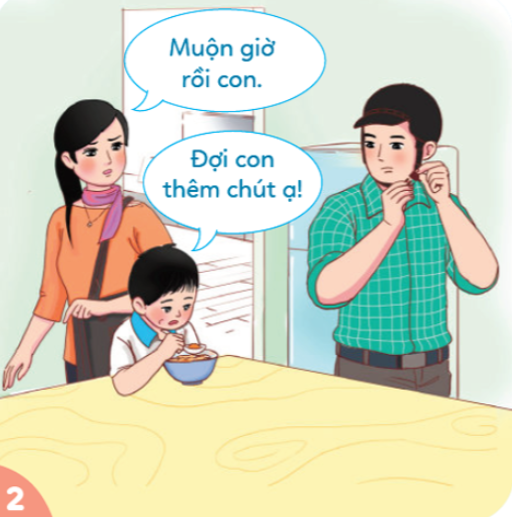 Muộn giờ
rồi con.
Đợi con
thêm chút ạ!
2